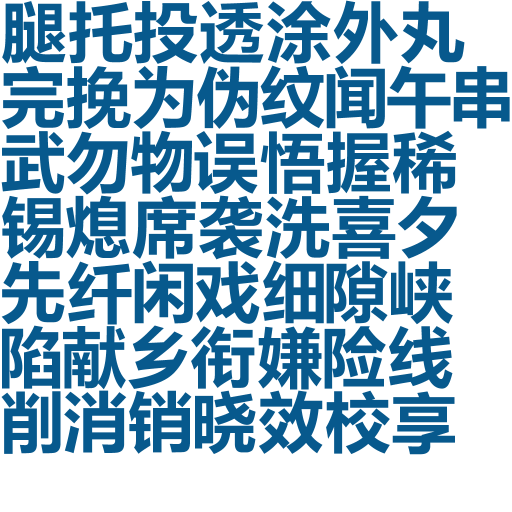 腿托投透涂外丸
完挽为伪纹闻午串
武勿物误悟握稀
锡熄席袭洗喜夕
先纤闲戏细隙峡
陷献乡衔嫌险线
削消销晓效校享